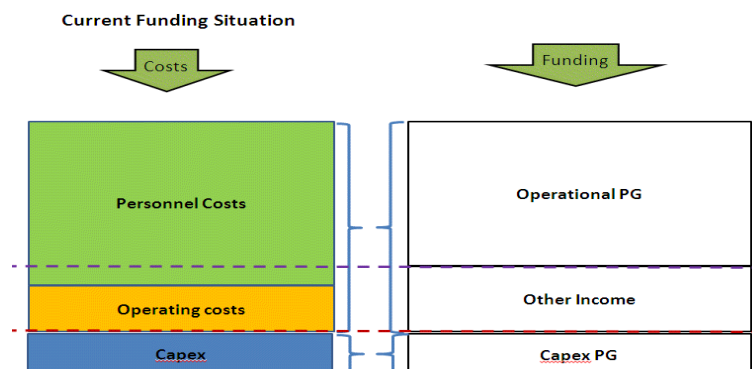 Current Funding Situation
Costs
Funding
Personnel Costs
Operational PG
Operating costs
Other Income
Capex
Capex PG